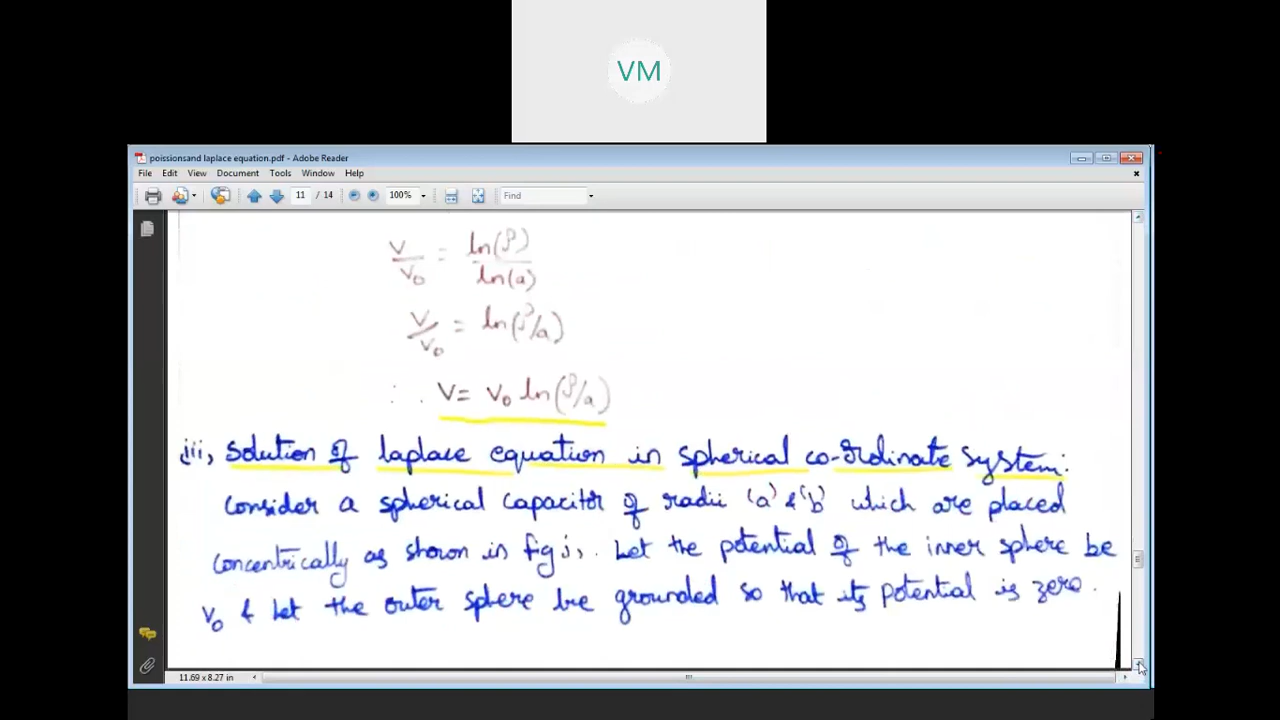 VM
poissionsand laplace equation.pdf - Adobe Reader
File Edit View Document Tools Window Help
11 / 14 100% Find
V/V₀ = ln(ρ)/ln(a)
V/V₀ = ln(ρ/a)
∴ V = V₀ ln(ρ/a)
iii, Solution of laplace equation in spherical co-ordinate system:
Consider a spherical capacitor of radii 'a' & 'b' which are placed
concentrically as shown in fig i,. Let the potential of the inner sphere be
V₀ & let the outer sphere be grounded so that its potential is zero.
11.69 x 8.27 in